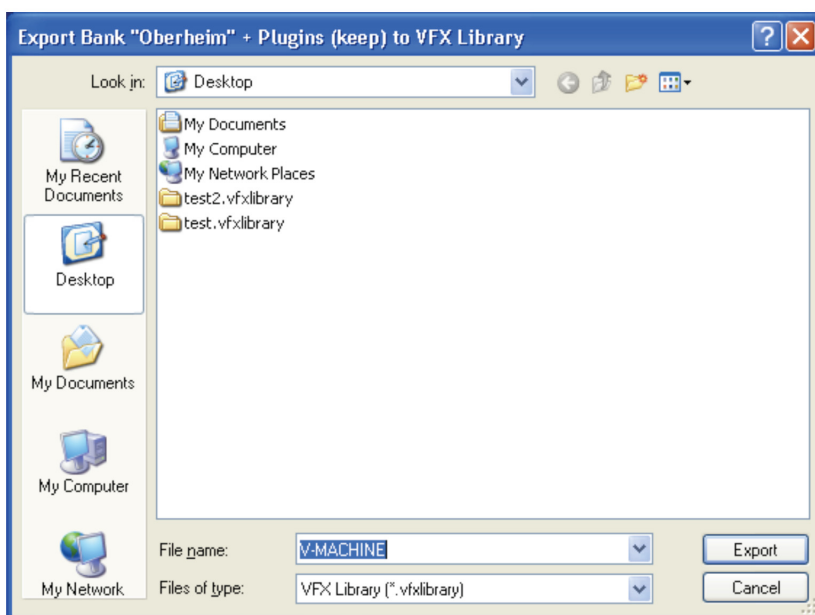 Export Bank "Oberheim" + Plugins (keep) to VFX Library
Look in:
Desktop
My Recent
Documents
Desktop
My Documents
My Computer
My Network
My Documents
My Computer
My Network Places
test2.vfxlibrary
test.vfxlibrary
File name:
V-MACHINE
Export
Files of type:
VFX Library (*.vfxlibrary)
Cancel